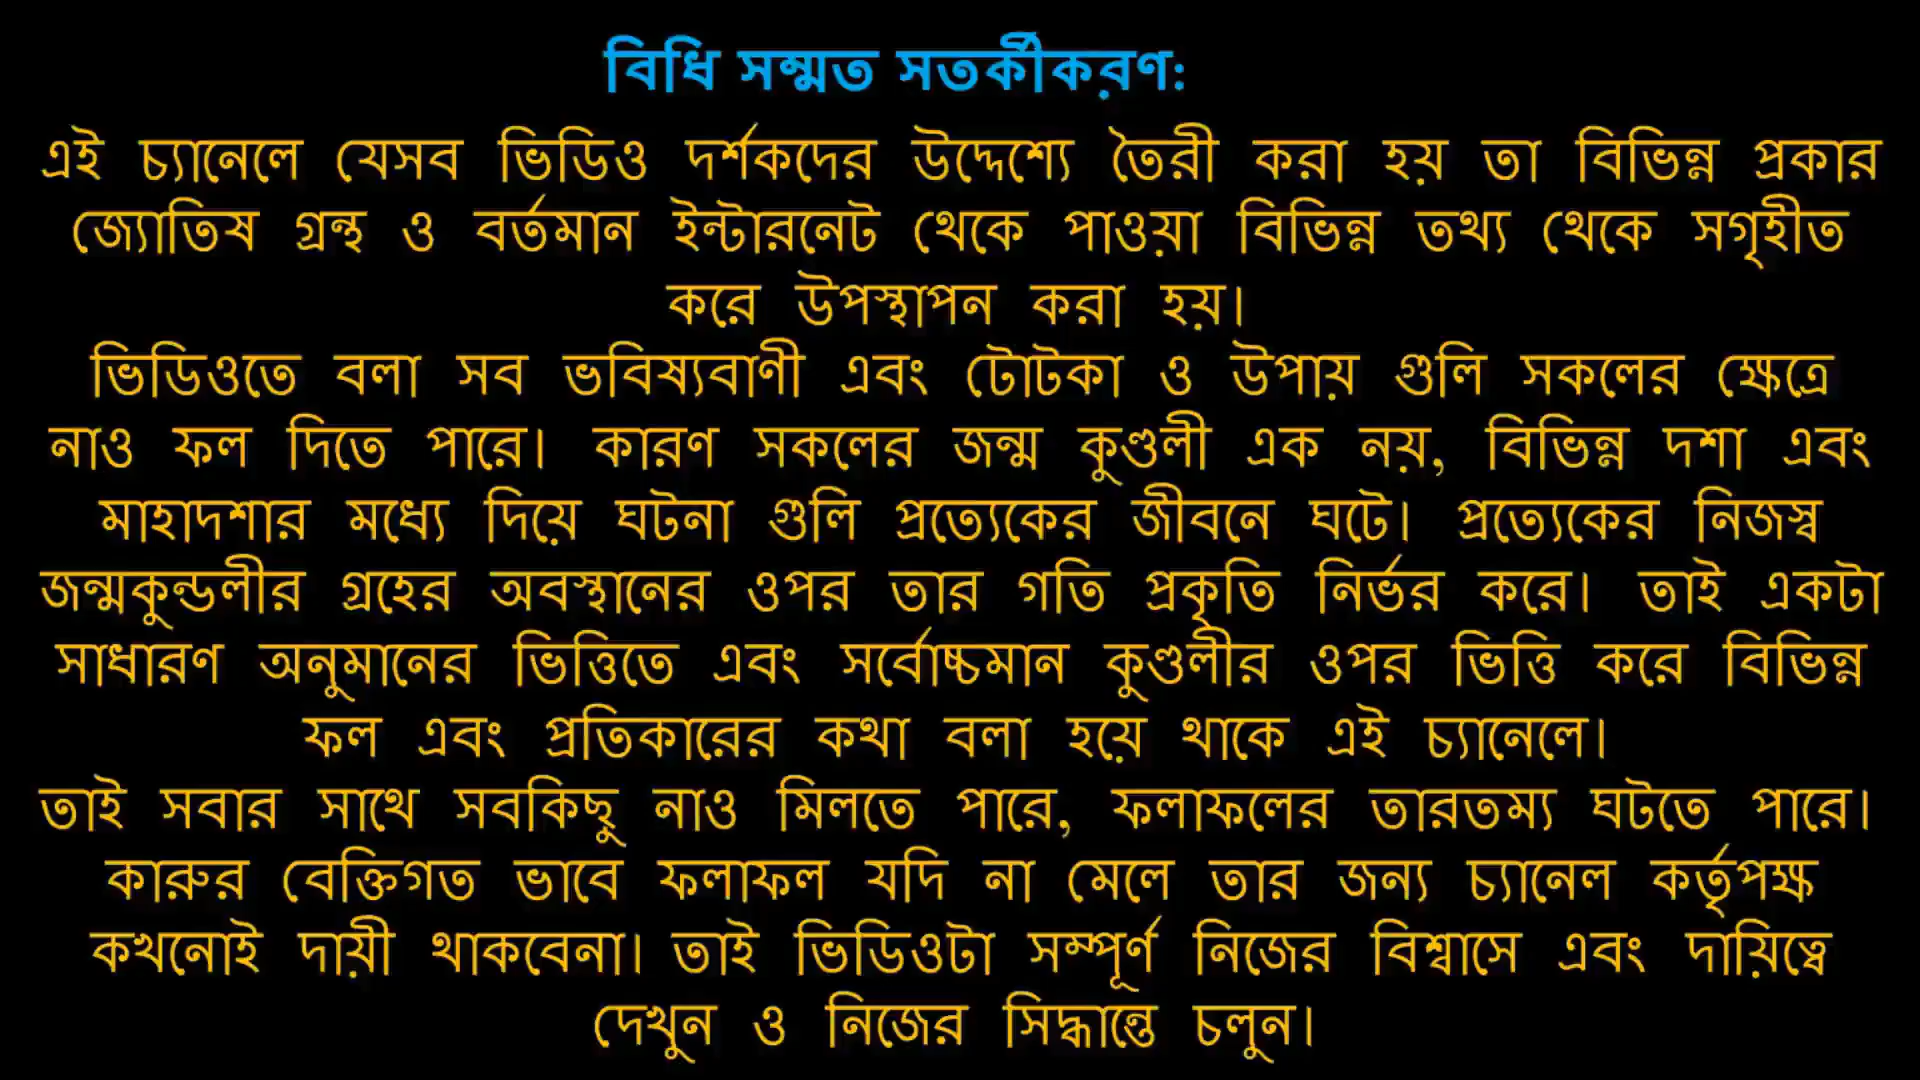 বিধি সম্মত সতর্কীকরণ:
এই চ্যানেলে যেসব ভিডিও দর্শকদের উদ্দেশ্যে তৈরী করা হয় তা বিভিন্ন প্রকার
জ্যোতিষ গ্রন্থ ও বর্তমান ইন্টারনেট থেকে পাওয়া বিভিন্ন তথ্য থেকে সগৃহীত
করে উপস্থাপন করা হয়।
ভিডিওতে বলা সব ভবিষ্যবাণী এবং টোটকা ও উপায় গুলি সকলের ক্ষেত্রে
নাও ফল দিতে পারে। কারণ সকলের জন্ম কুণ্ডলী এক নয়, বিভিন্ন দশা এবং
মাহাদশার মধ্যে দিয়ে ঘটনা গুলি প্রত্যেকের জীবনে ঘটে। প্রত্যেকের নিজস্ব
জন্মকুন্ডলীর গ্রহের অবস্থানের ওপর তার গতি প্রকৃতি নির্ভর করে। তাই একটা
সাধারণ অনুমানের ভিত্তিতে এবং সর্বোচ্চমান কুণ্ডলীর ওপর ভিত্তি করে বিভিন্ন
ফল এবং প্রতিকারের কথা বলা হয়ে থাকে এই চ্যানেলে।
তাই সবার সাথে সবকিছু নাও মিলতে পারে, ফলাফলের তারতম্য ঘটতে পারে।
কারুর বেক্তিগত ভাবে ফলাফল যদি না মেলে তার জন্য চ্যানেল কর্তৃপক্ষ
কখনোই দায়ী থাকবেনা। তাই ভিডিওটা সম্পূর্ণ নিজের বিশ্বাসে এবং দায়িত্বে
দেখুন ও নিজের সিদ্ধান্তে চলুন।